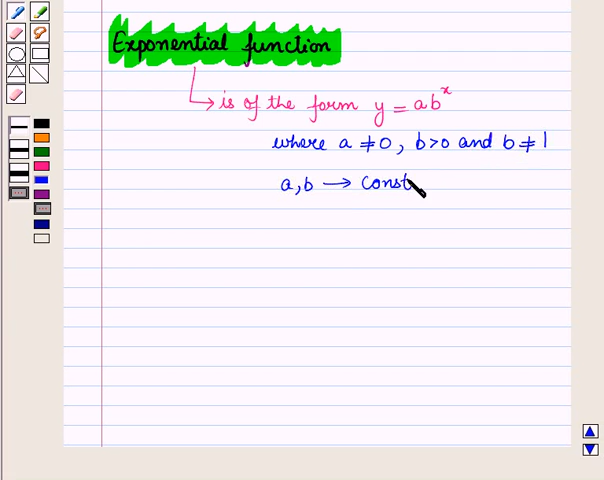 Exponential function
is of the form y = ab^x
where a ≠ 0, b > 0 and b ≠ 1
a, b → Const